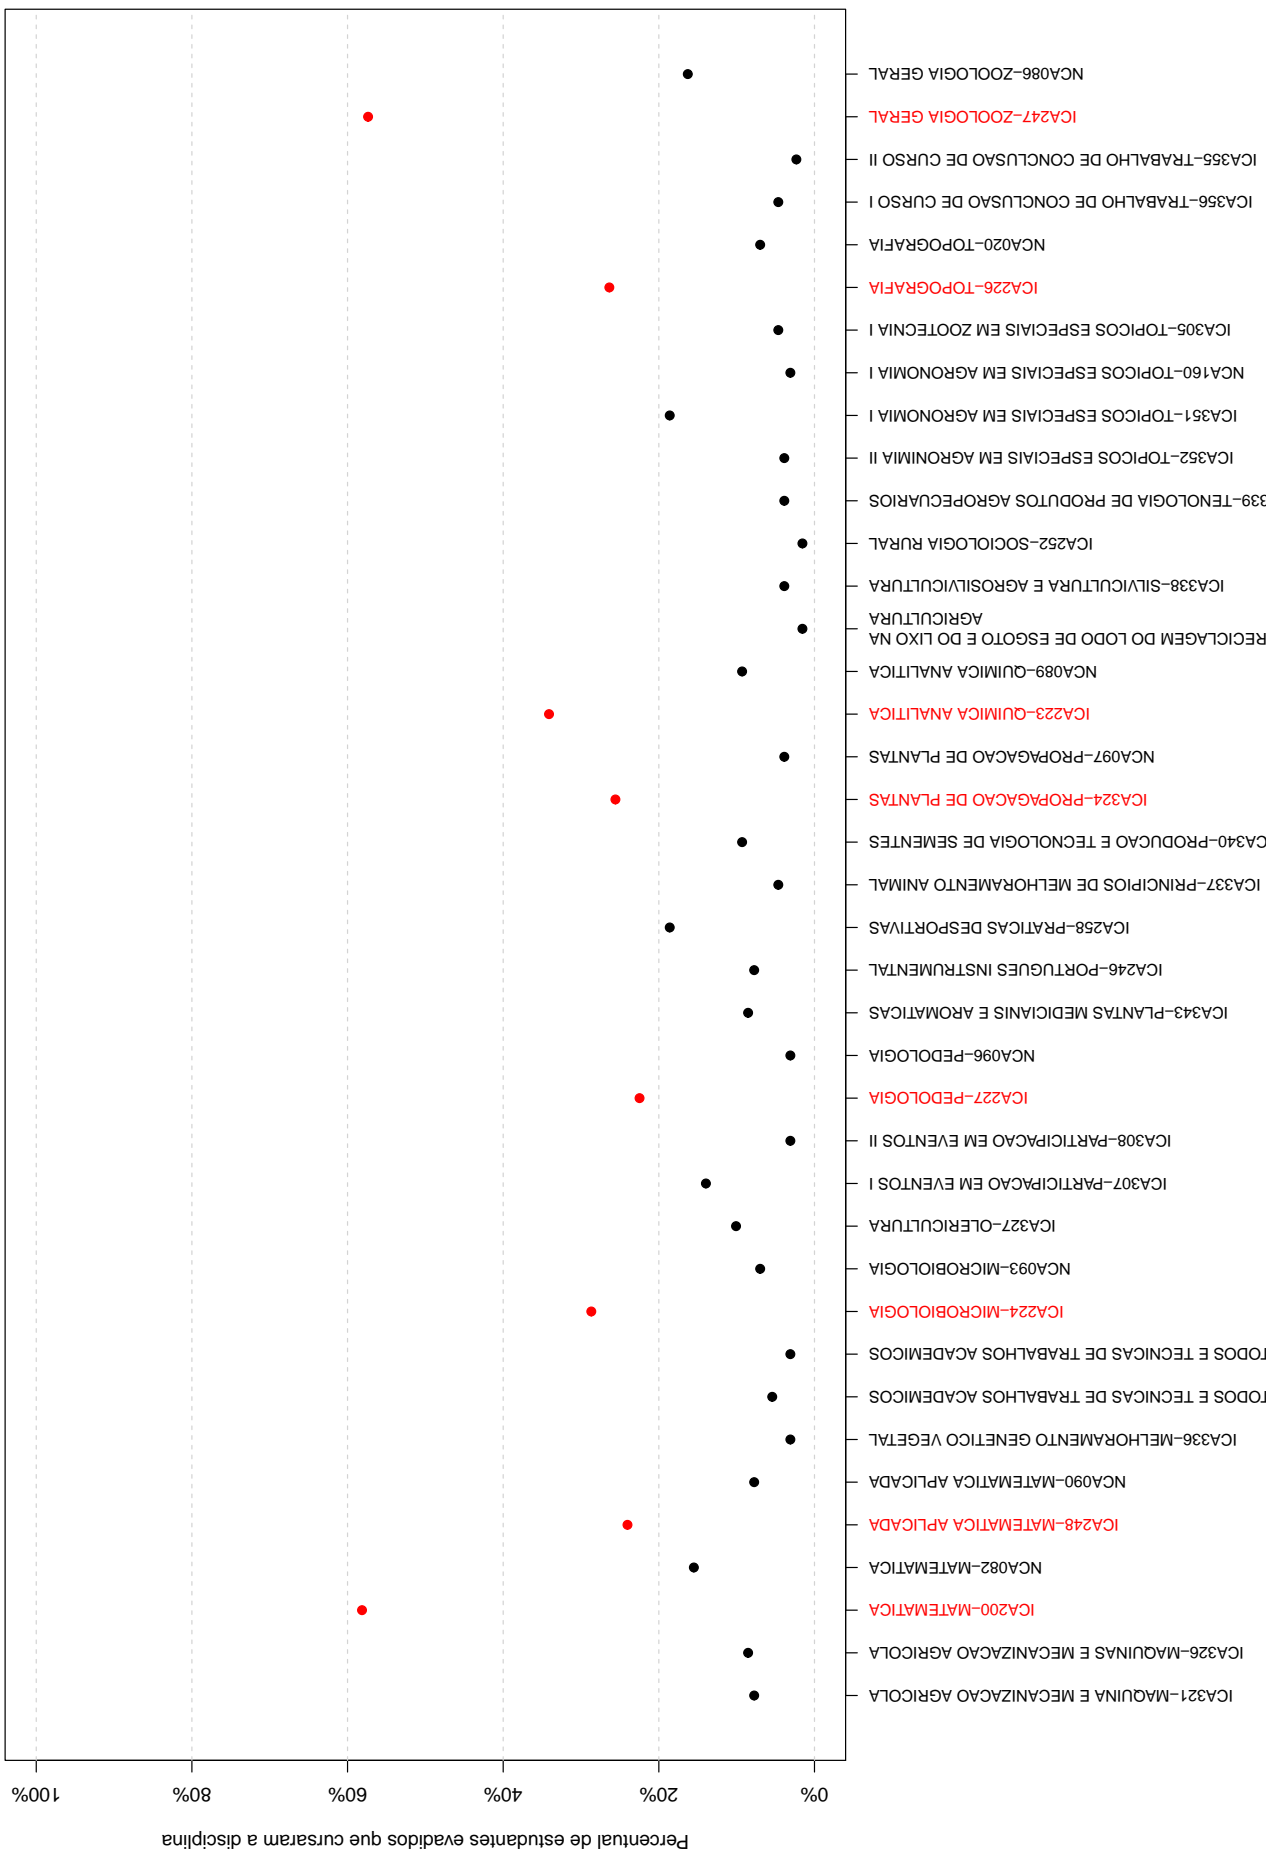 Percentual de estudantes evadidos que cursaram a disciplina
0%
20%
40%
60%
80%
100%
ICA321−MAQUINA E MECANIZACAO AGRICOLA
ICA326−MAQUINAS E MECANIZACAO AGRICOLA
ICA200−MATEMATICA
NCA082−MATEMATICA
ICA248−MATEMATICA APLICADA
NCA090−MATEMATICA APLICADA
ICA336−MELHORAMENTO GENETICO VEGETAL
TODOS E TECNICAS DE TRABALHOS ACADEMICOS
TODOS E TECNICAS DE TRABALHOS ACADEMICOS
ICA224−MICROBIOLOGIA
NCA093−MICROBIOLOGIA
ICA327−OLERICULTURA
ICA307−PARTICIPACAO EM EVENTOS I
ICA308−PARTICIPACAO EM EVENTOS II
ICA227−PEDOLOGIA
NCA096−PEDOLOGIA
ICA343−PLANTAS MEDICIANIS E AROMATICAS
ICA246−PORTUGUES INSTRUMENTAL
ICA258−PRATICAS DESPORTIVAS
ICA337−PRINCIPIOS DE MELHORAMENTO ANIMAL
CA340−PRODUCAO E TECNOLOGIA DE SEMENTES
ICA324−PROPAGACAO DE PLANTAS
NCA097−PROPAGACAO DE PLANTAS
ICA223−QUIMICA ANALITICA
NCA089−QUIMICA ANALITICA
RECICLAGEM DO LODO DE ESGOTO E DO LIXO NA
AGRICULTURA
ICA338−SILVICULTURA E AGROSILVICULTURA
ICA252−SOCIOLOGIA RURAL
339−TENOLOGIA DE PRODUTOS AGROPECUARIOS
ICA352−TOPICOS ESPECIAIS EM AGRONIMIA II
ICA351−TOPICOS ESPECIAIS EM AGRONOMIA I
NCA160−TOPICOS ESPECIAIS EM AGRONOMIA I
ICA305−TOPICOS ESPECIAIS EM ZOOTECNIA I
ICA226−TOPOGRAFIA
NCA020−TOPOGRAFIA
ICA356−TRABALHO DE CONCLUSAO DE CURSO I
ICA355−TRABALHO DE CONCLUSAO DE CURSO II
ICA247−ZOOLOGIA GERAL
NCA086−ZOOLOGIA GERAL